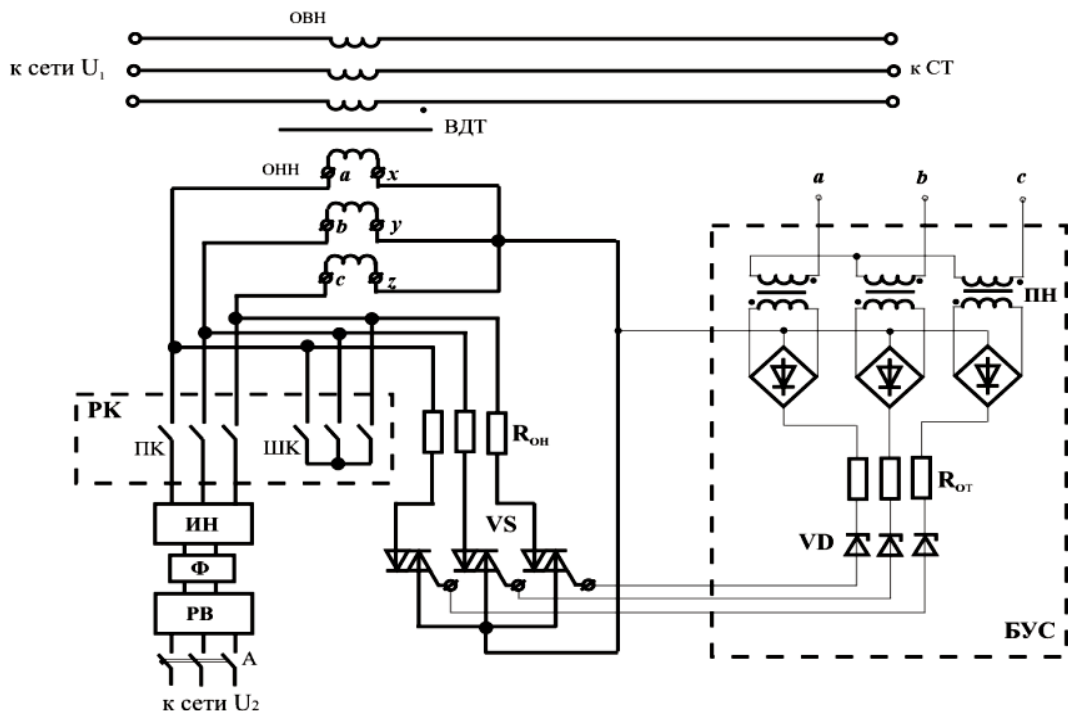 ОВН
к сети U₁
к СТ
ВДТ
ОНН
a x
b y
c z
a b c
ПН
РК
ПК
ШК
Rон
Rот
ИН
VS
VD
Ф
РВ
А
БУС
к сети U2